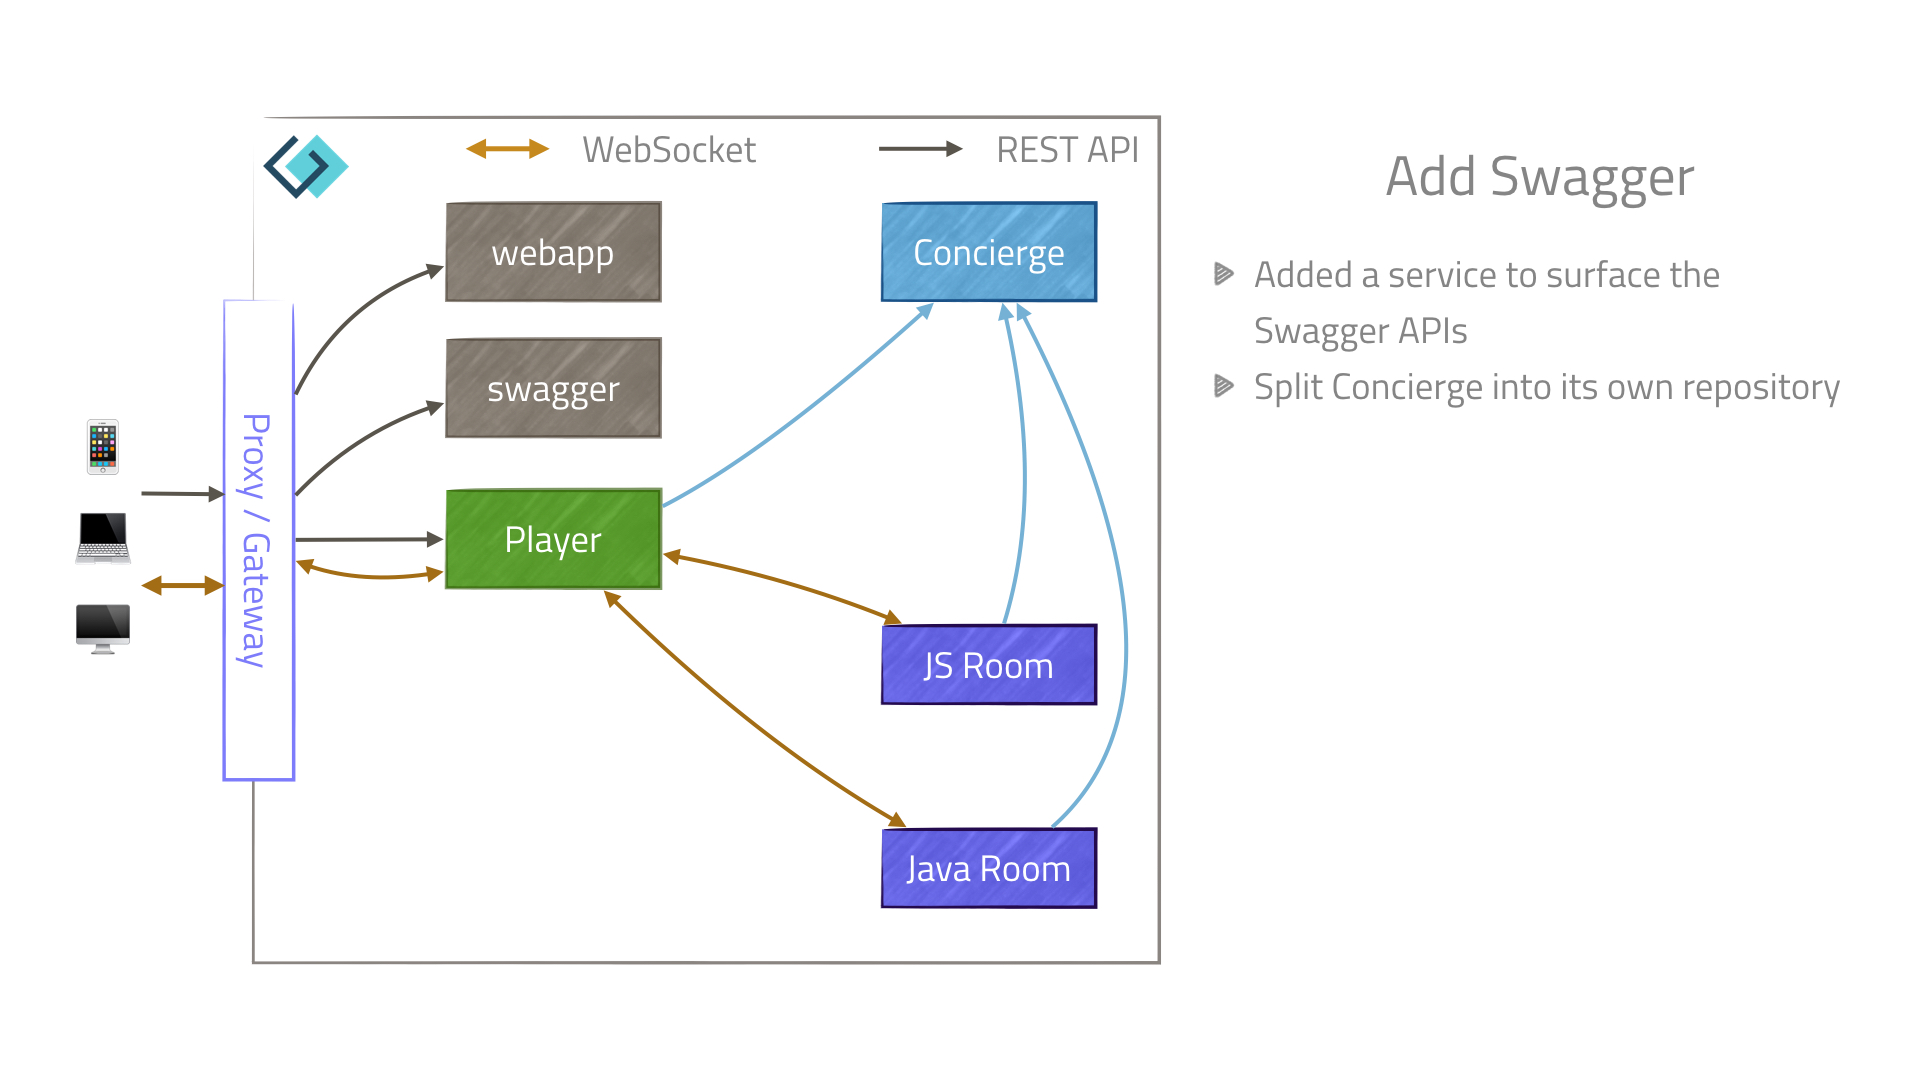 WebSocket
REST API
webapp
Concierge
swagger
Proxy / Gateway
Player
JS Room
Java Room
Add Swagger
Added a service to surface the
Swagger APIs
Split Concierge into its own repository